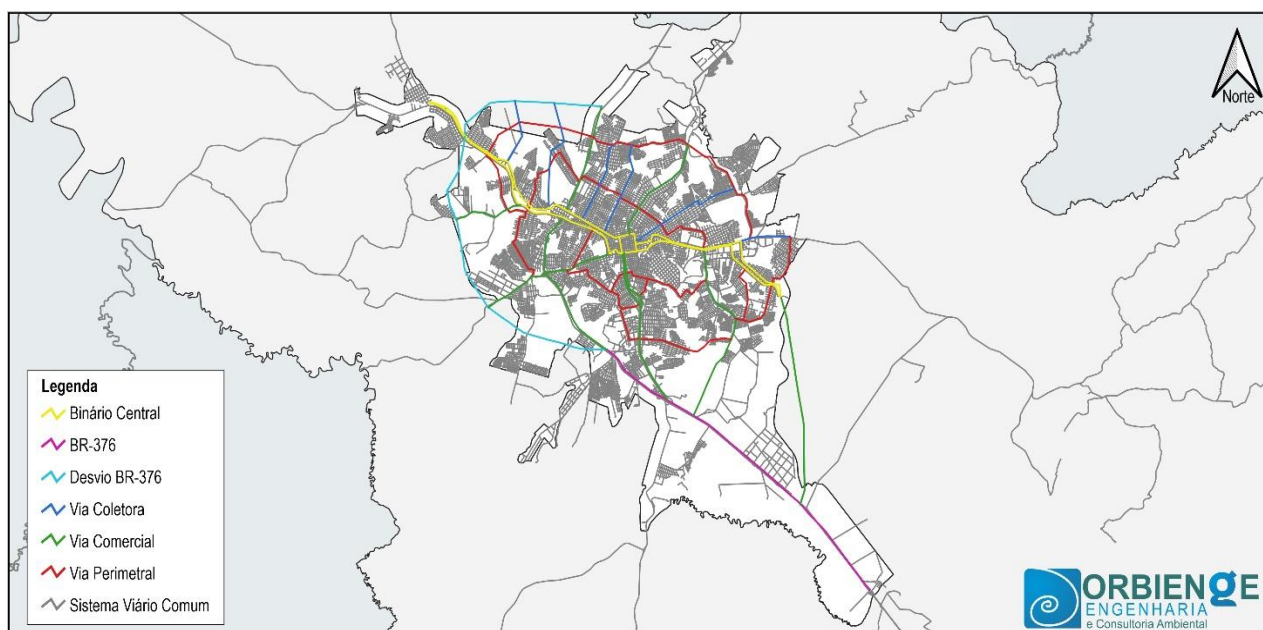 Norte
Legenda
Binário Central
BR-376
Desvio BR-376
Via Coletora
Via Comercial
Via Perimetral
Sistema Viário Comum
ORBIENGE
ENGENHARIA
e Consultoria Ambiental